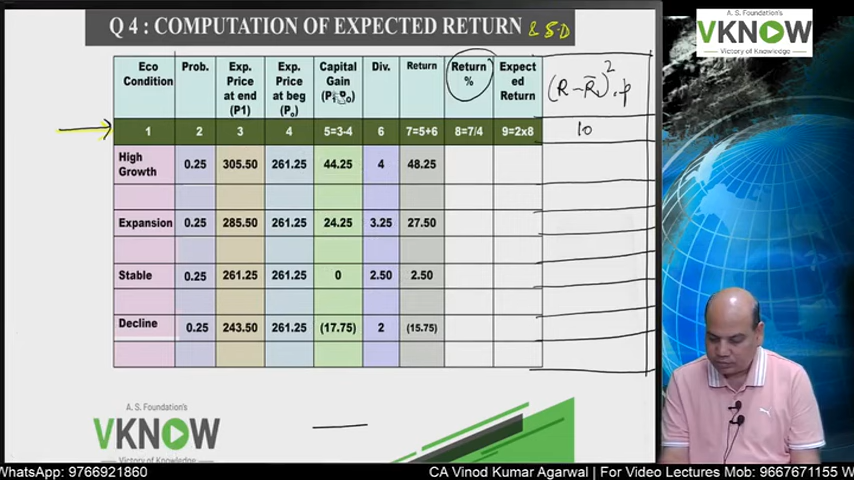 Q 4 : COMPUTATION OF EXPECTED RETURN & S.D
A. S. Foundation's
VKNOW
Victory of Knowledge
Eco Condition Prob. Exp. Price at end (P1) Exp. Price at beg (P₀) Capital Gain (P₁-P₀) Div. Return Return % Expect ed Return (R-R̄)².p
1 2 3 4 5=3-4 6 7=5+6 8=7/4 9=2x8 10
High Growth 0.25 305.50 261.25 44.25 4 48.25
Expansion 0.25 285.50 261.25 24.25 3.25 27.50
Stable 0.25 261.25 261.25 0 2.50 2.50
Decline 0.25 243.50 261.25 (17.75) 2 (15.75)
A. S. Foundation's
VKNOW
Victory of Knowledge
WhatsApp: 9766921860 CA Vinod Kumar Agarwal | For Video Lectures Mob: 9667671155 W